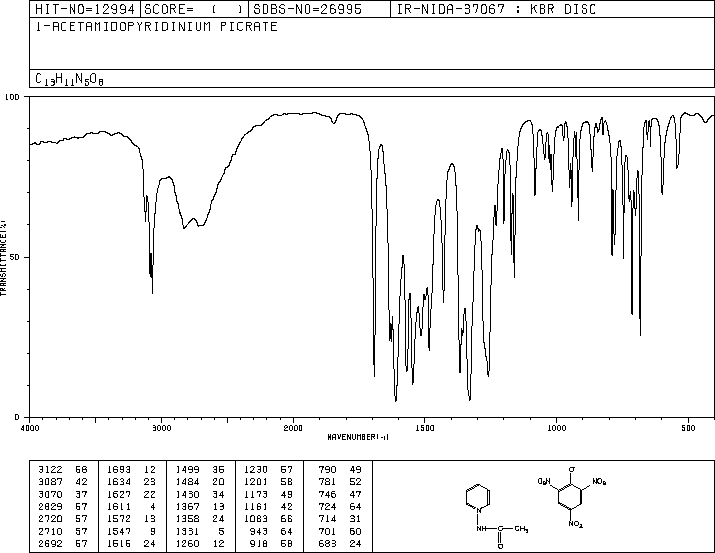 HIT-NO=12994 SCORE= ( ) SDBS-NO=26995 IR-NIDA-37067 : KBR DISC
1-ACETAMIDOPYRIDINIUM PICRATE
C13H11N5O8
100
50
0
TRANSMITTANCE(%)
4000 3000 2000 1500 1000 500
WAVENUMBER(-1)
3122 66 1693 12 1499 35 1230 57 790 49
3087 42 1634 23 1484 20 1201 58 781 52
3070 37 1627 22 1430 34 1173 49 746 47
2829 57 1611 4 1367 13 1161 42 724 64
2720 57 1572 13 1358 24 1083 66 714 31
2710 57 1547 9 1331 5 943 64 701 60
2692 57 1515 24 1260 12 918 58 683 24
N
NH C CH3
O
O
O2N NO2
NO2